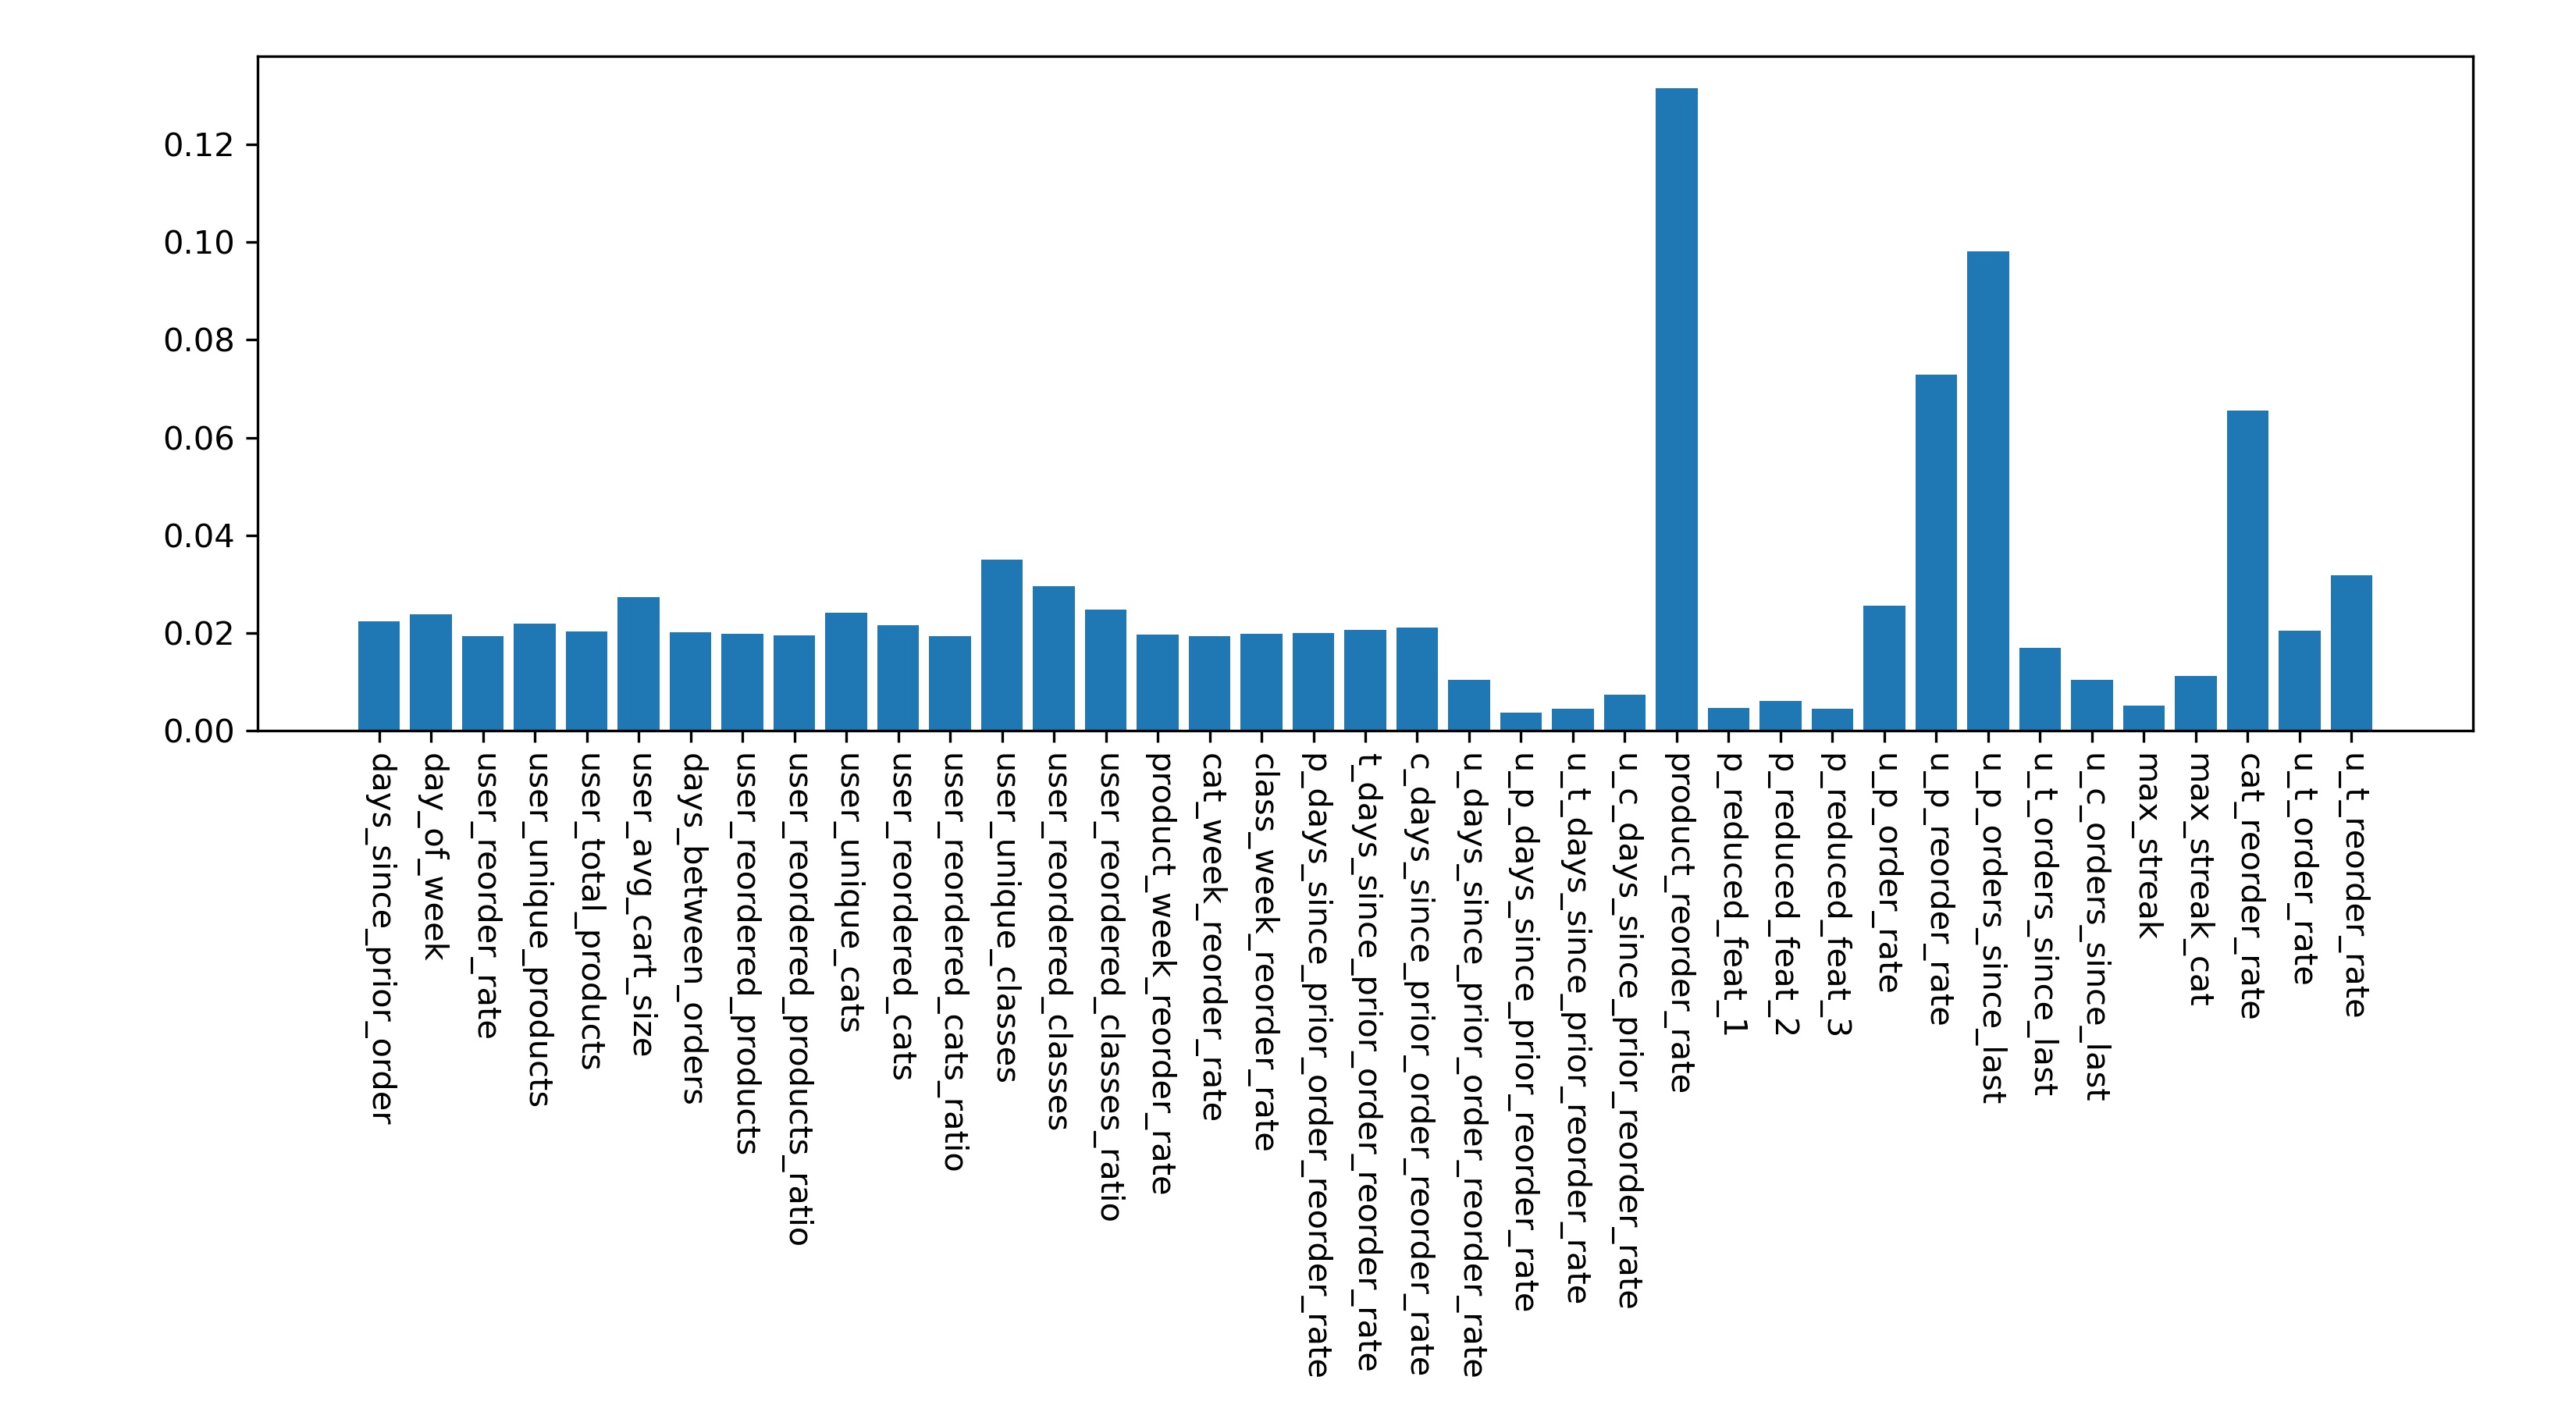 0.12
0.10
0.08
0.06
0.04
0.02
0.00
days_since_prior_order
day_of_week
user_reorder_rate
user_unique_products
user_total_products
user_avg_cart_size
days_between_orders
user_reordered_products
user_reordered_products_ratio
user_unique_cats
user_reordered_cats
user_reordered_cats_ratio
user_unique_classes
user_reordered_classes
user_reordered_classes_ratio
product_week_reorder_rate
cat_week_reorder_rate
class_week_reorder_rate
p_days_since_prior_order_reorder_rate
t_days_since_prior_order_reorder_rate
c_days_since_prior_order_reorder_rate
u_days_since_prior_order_reorder_rate
u_p_days_since_prior_reorder_rate
u_t_days_since_prior_reorder_rate
u_c_days_since_prior_reorder_rate
product_reorder_rate
p_reduced_feat_1
p_reduced_feat_2
p_reduced_feat_3
u_p_order_rate
u_p_reorder_rate
u_p_orders_since_last
u_t_orders_since_last
u_c_orders_since_last
max_streak
max_streak_cat
cat_reorder_rate
u_t_order_rate
u_t_reorder_rate